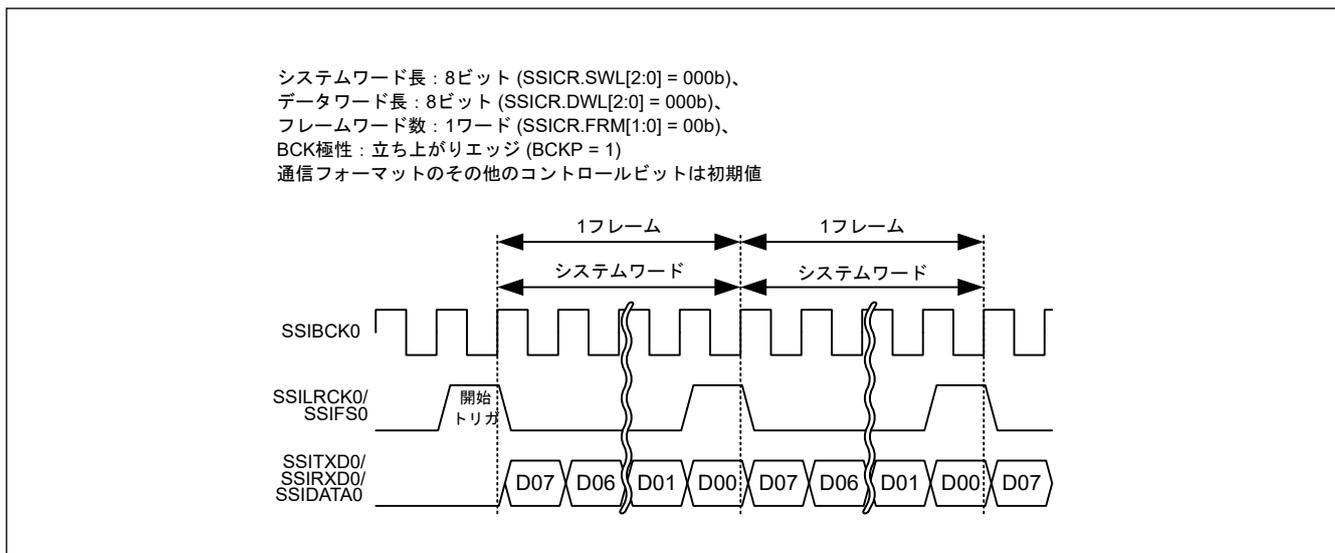 システムワード長：8ビット (SSICR.SWL[2:0] = 000b)、
データワード長：8ビット (SSICR.DWL[2:0] = 000b)、
フレームワード数：1ワード (SSICR.FRM[1:0] = 00b)、
BCK極性：立ち上がりエッジ (BCKP = 1)
通信フォーマットのその他のコントロールビットは初期値
1フレーム 1フレーム
システムワード システムワード
SSIBCK0
SSILRCK0/
SSIFS0
開始
トリガ
SSITXD0/
SSIRXD0/
SSIDATA0
D07 D06 D01 D00 D07 D06 D01 D00 D07